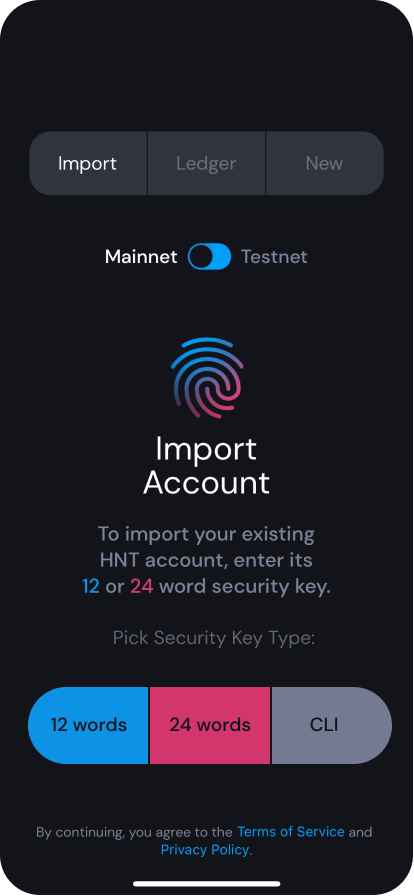 Import Ledger New
Mainnet Testnet
Import
Account
To import your existing
HNT account, enter its
12 or 24 word security key.
Pick Security Key Type:
12 words 24 words CLI
By continuing, you agree to the Terms of Service and
Privacy Policy.